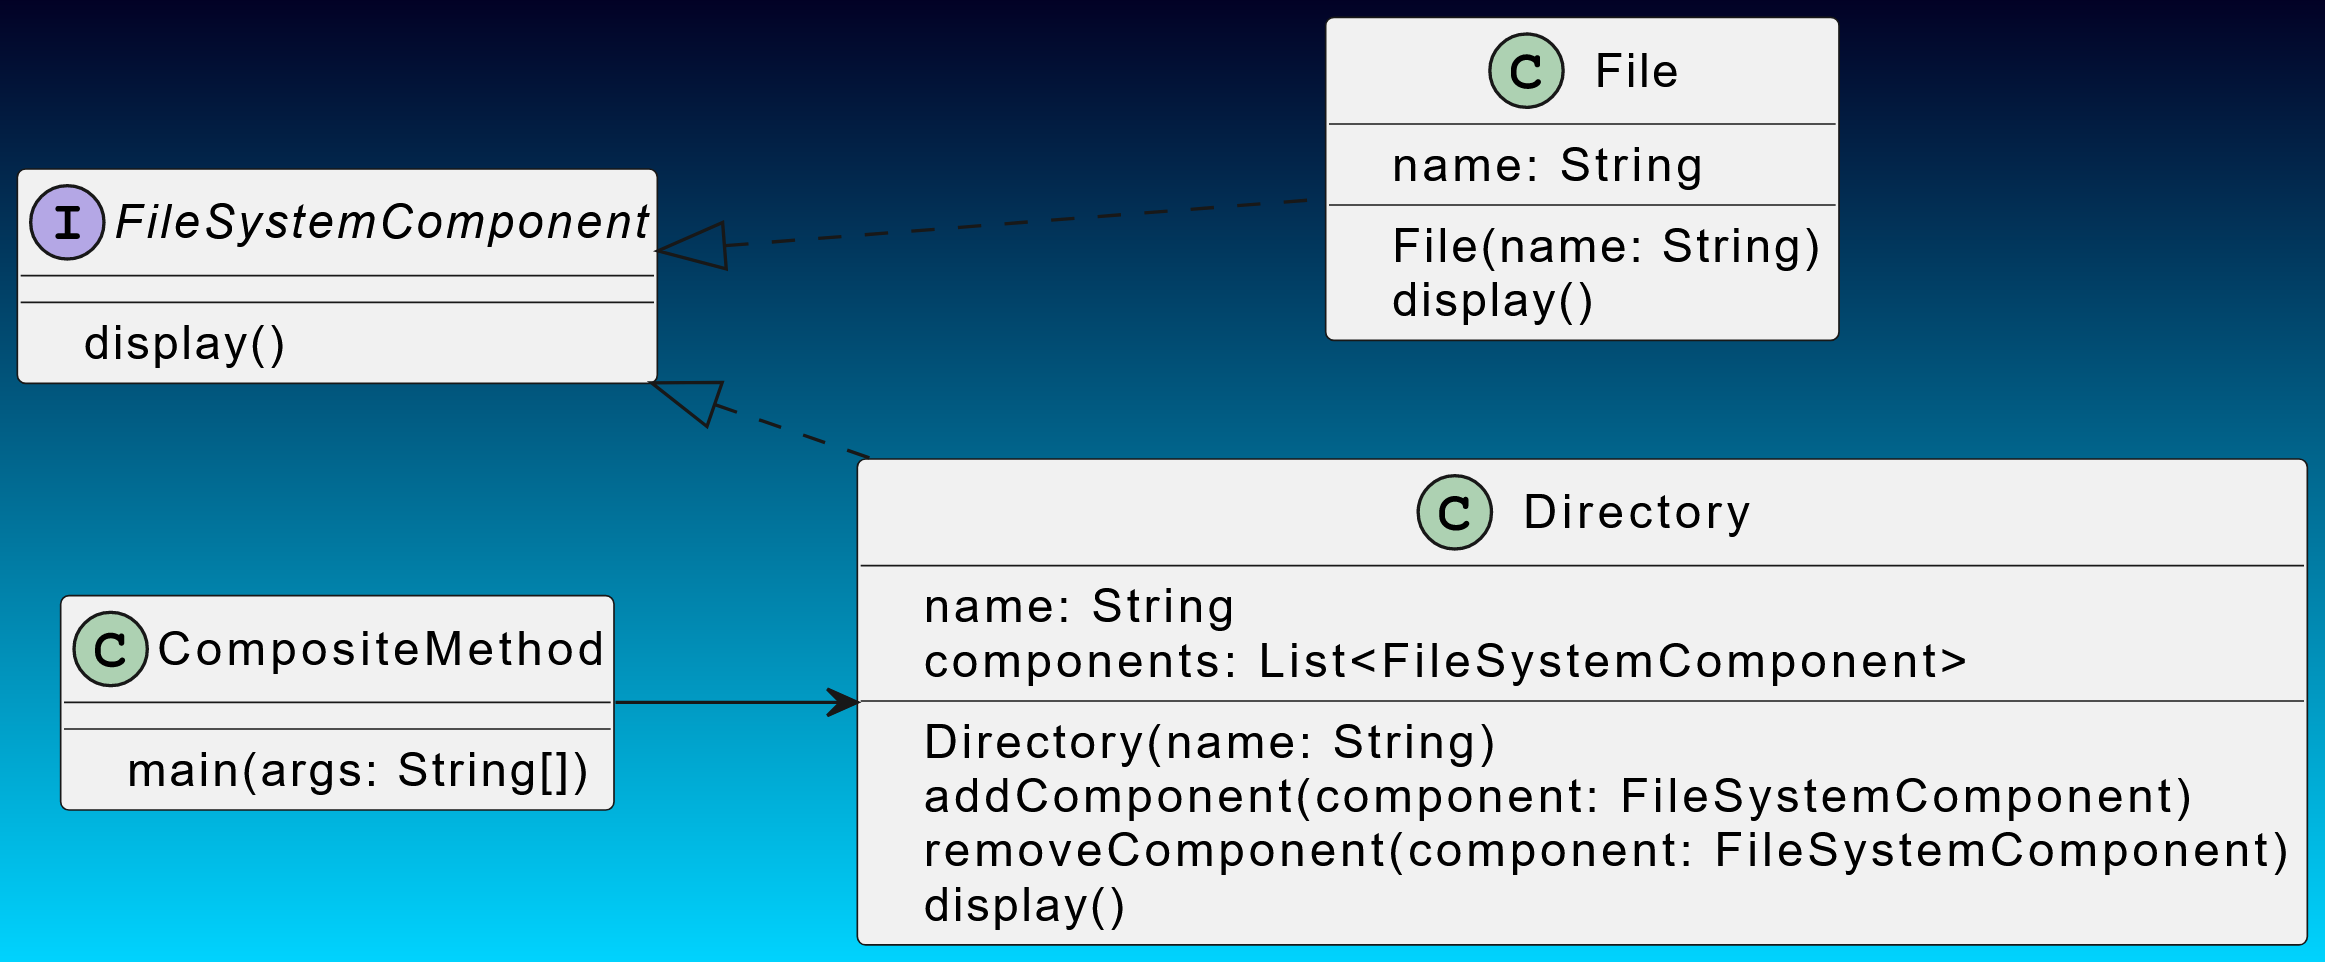 I FileSystemComponent
display()
C File
name: String
File(name: String)
display()
C CompositeMethod
main(args: String[])
C Directory
name: String
components: List<FileSystemComponent>
Directory(name: String)
addComponent(component: FileSystemComponent)
removeComponent(component: FileSystemComponent)
display()